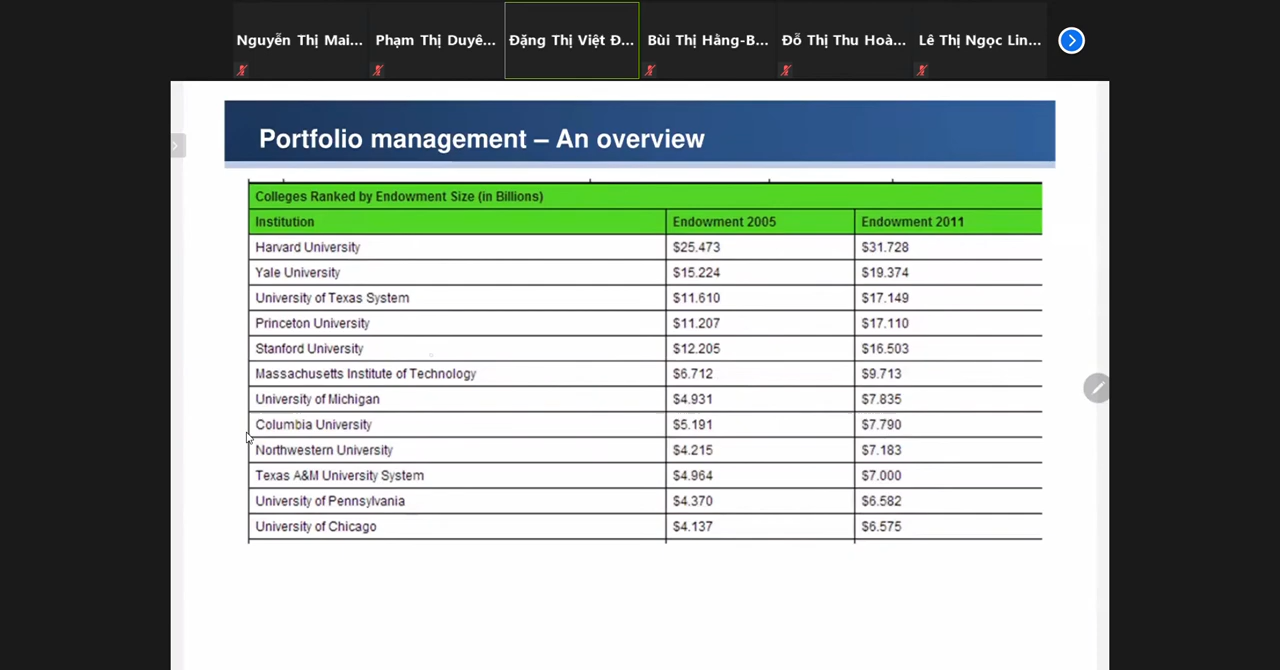 Nguyễn Thị Mai... Phạm Thị Duyê... Đặng Thị Việt Đ... Bùi Thị Hằng-B... Đỗ Thị Thu Hoà... Lê Thị Ngọc Lin...
Portfolio management – An overview
Colleges Ranked by Endowment Size (in Billions)
Institution Endowment 2005 Endowment 2011
Harvard University $25.473 $31.728
Yale University $15.224 $19.374
University of Texas System $11.610 $17.149
Princeton University $11.207 $17.110
Stanford University $12.205 $16.503
Massachusetts Institute of Technology $6.712 $9.713
University of Michigan $4.931 $7.835
Columbia University $5.191 $7.790
Northwestern University $4.215 $7.183
Texas A&M University System $4.964 $7.000
University of Pennsylvania $4.370 $6.582
University of Chicago $4.137 $6.575